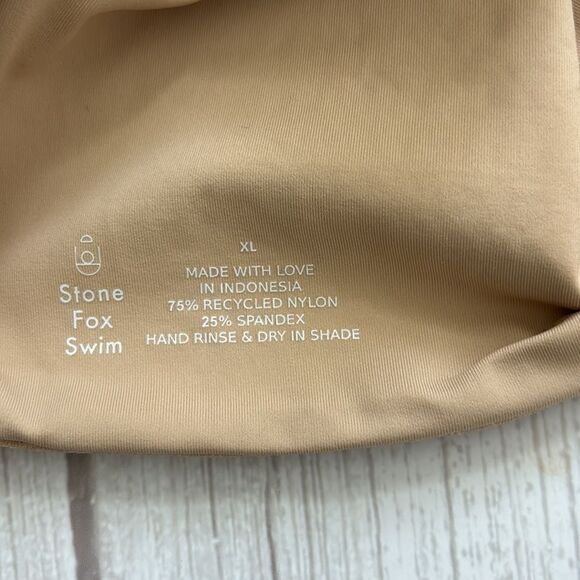 Stone
Fox
Swim
XL
MADE WITH LOVE
IN INDONESIA
75% RECYCLED NYLON
25% SPANDEX
HAND RINSE & DRY IN SHADE